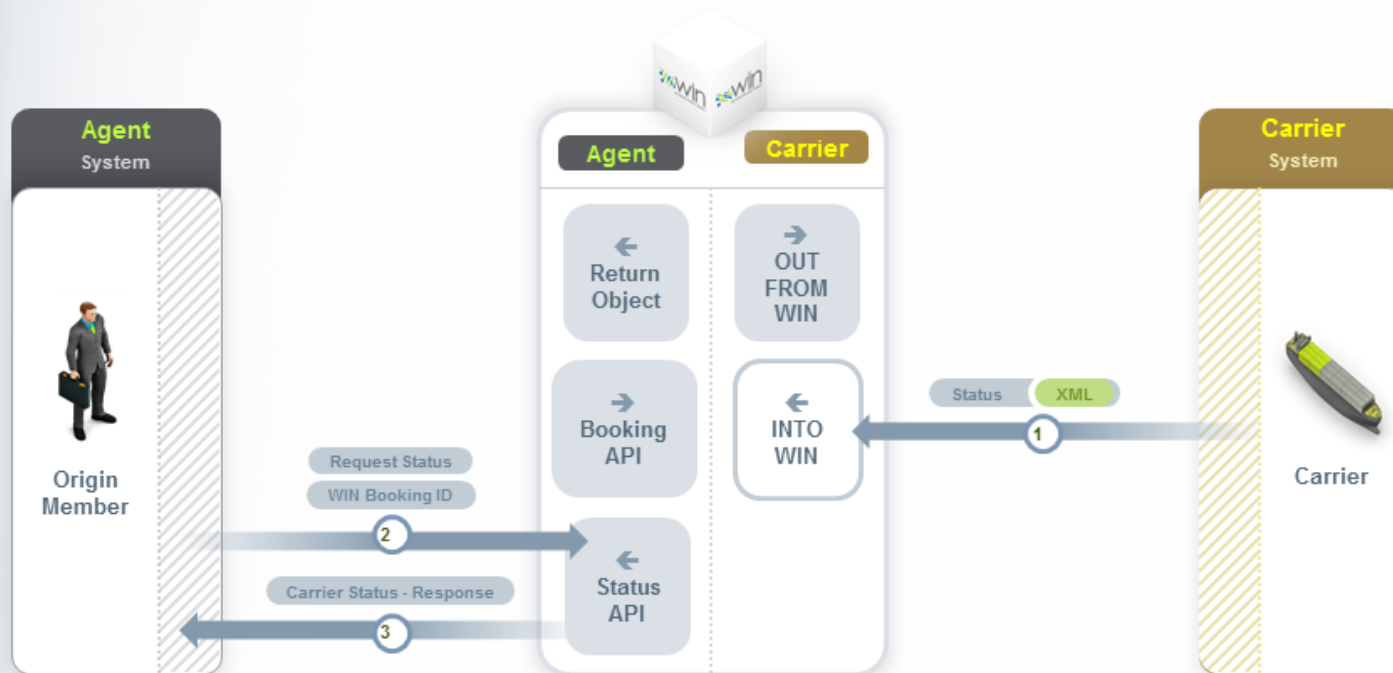 win win
Agent
System
Agent
Carrier
Carrier
System
Return
Object
OUT
FROM
WIN
Booking
API
INTO
WIN
Status XML
1
Origin
Member
Carrier
Request Status
WIN Booking ID
2
Status
API
Carrier Status - Response
3